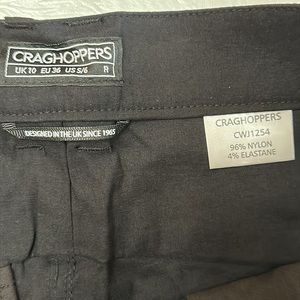 CRAGHOPPERS
UK 10 EU 36 US 5/6 R
DESIGNED IN THE UK SINCE 1965
CRAGHOPPERS
CWJ1254
96% NYLON
4% ELASTANE